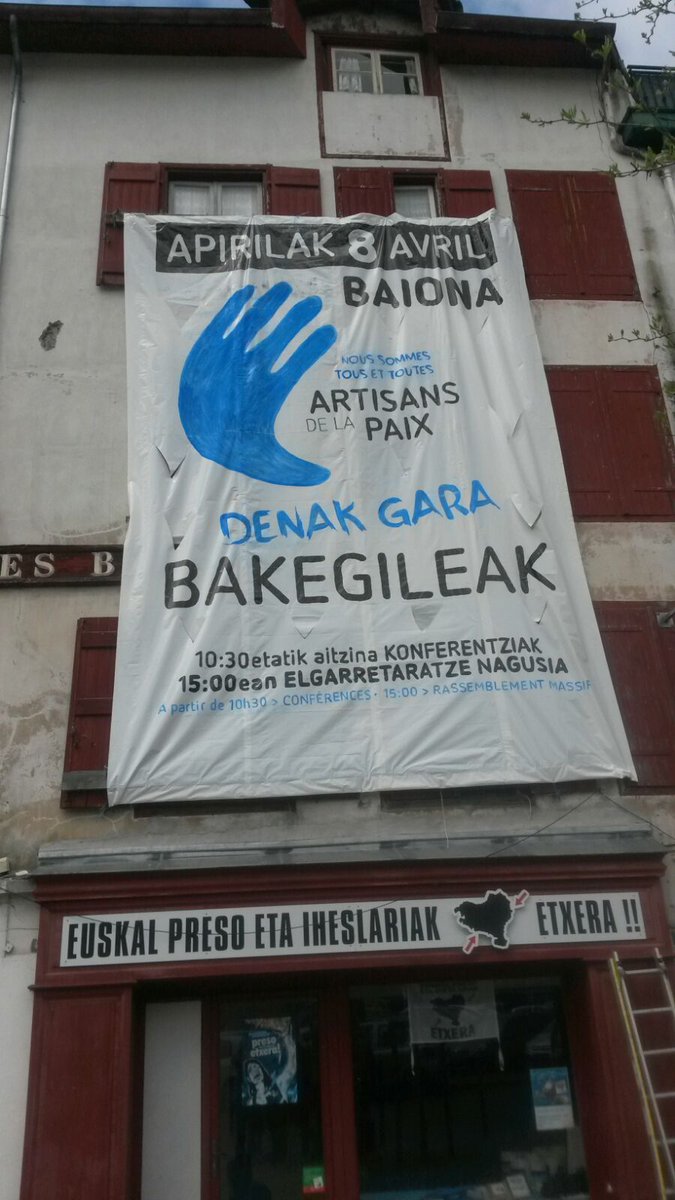 APIRILAK 8 AVRIL
BAIONA
NOUS SOMMES
TOUS ET TOUTES
ARTISANS
DE LA PAIX
DENAK GARA
BAKEGILEAK
10:30etatik aitzina KONFERENTZIAK
15:00ean ELGARRETARATZE NAGUSIA
A partir de 10h30 > CONFÉRENCES · 15:00 > RASSEMBLEMENT MASSIF
ES B
EUSKAL PRESO ETA IHESLARIAK ETXERA !!
preso
etxera!
ETXERA